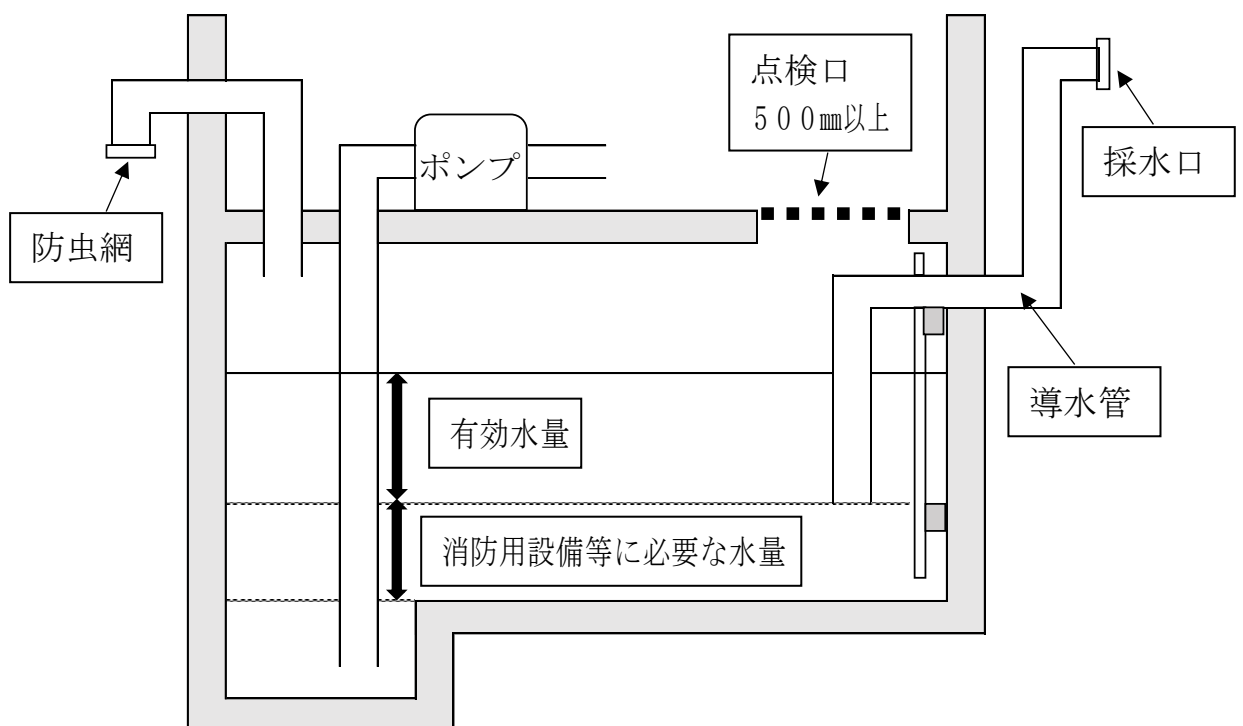 点検口
５００㎜以上
採水口
ポンプ
防虫網
導水管
有効水量
消防用設備等に必要な水量